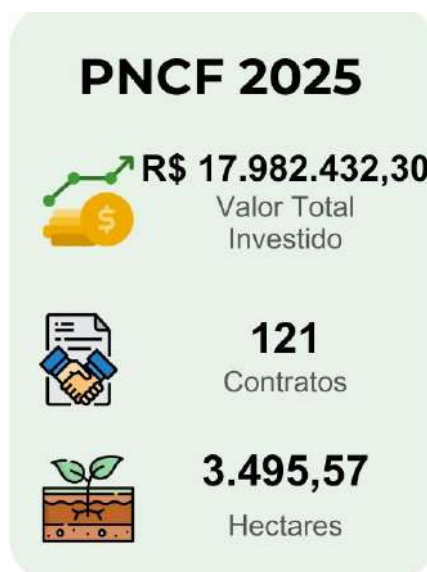 PNCF 2025
R$ 17.982.432,30
Valor Total
Investido
121
Contratos
3.495,57
Hectares